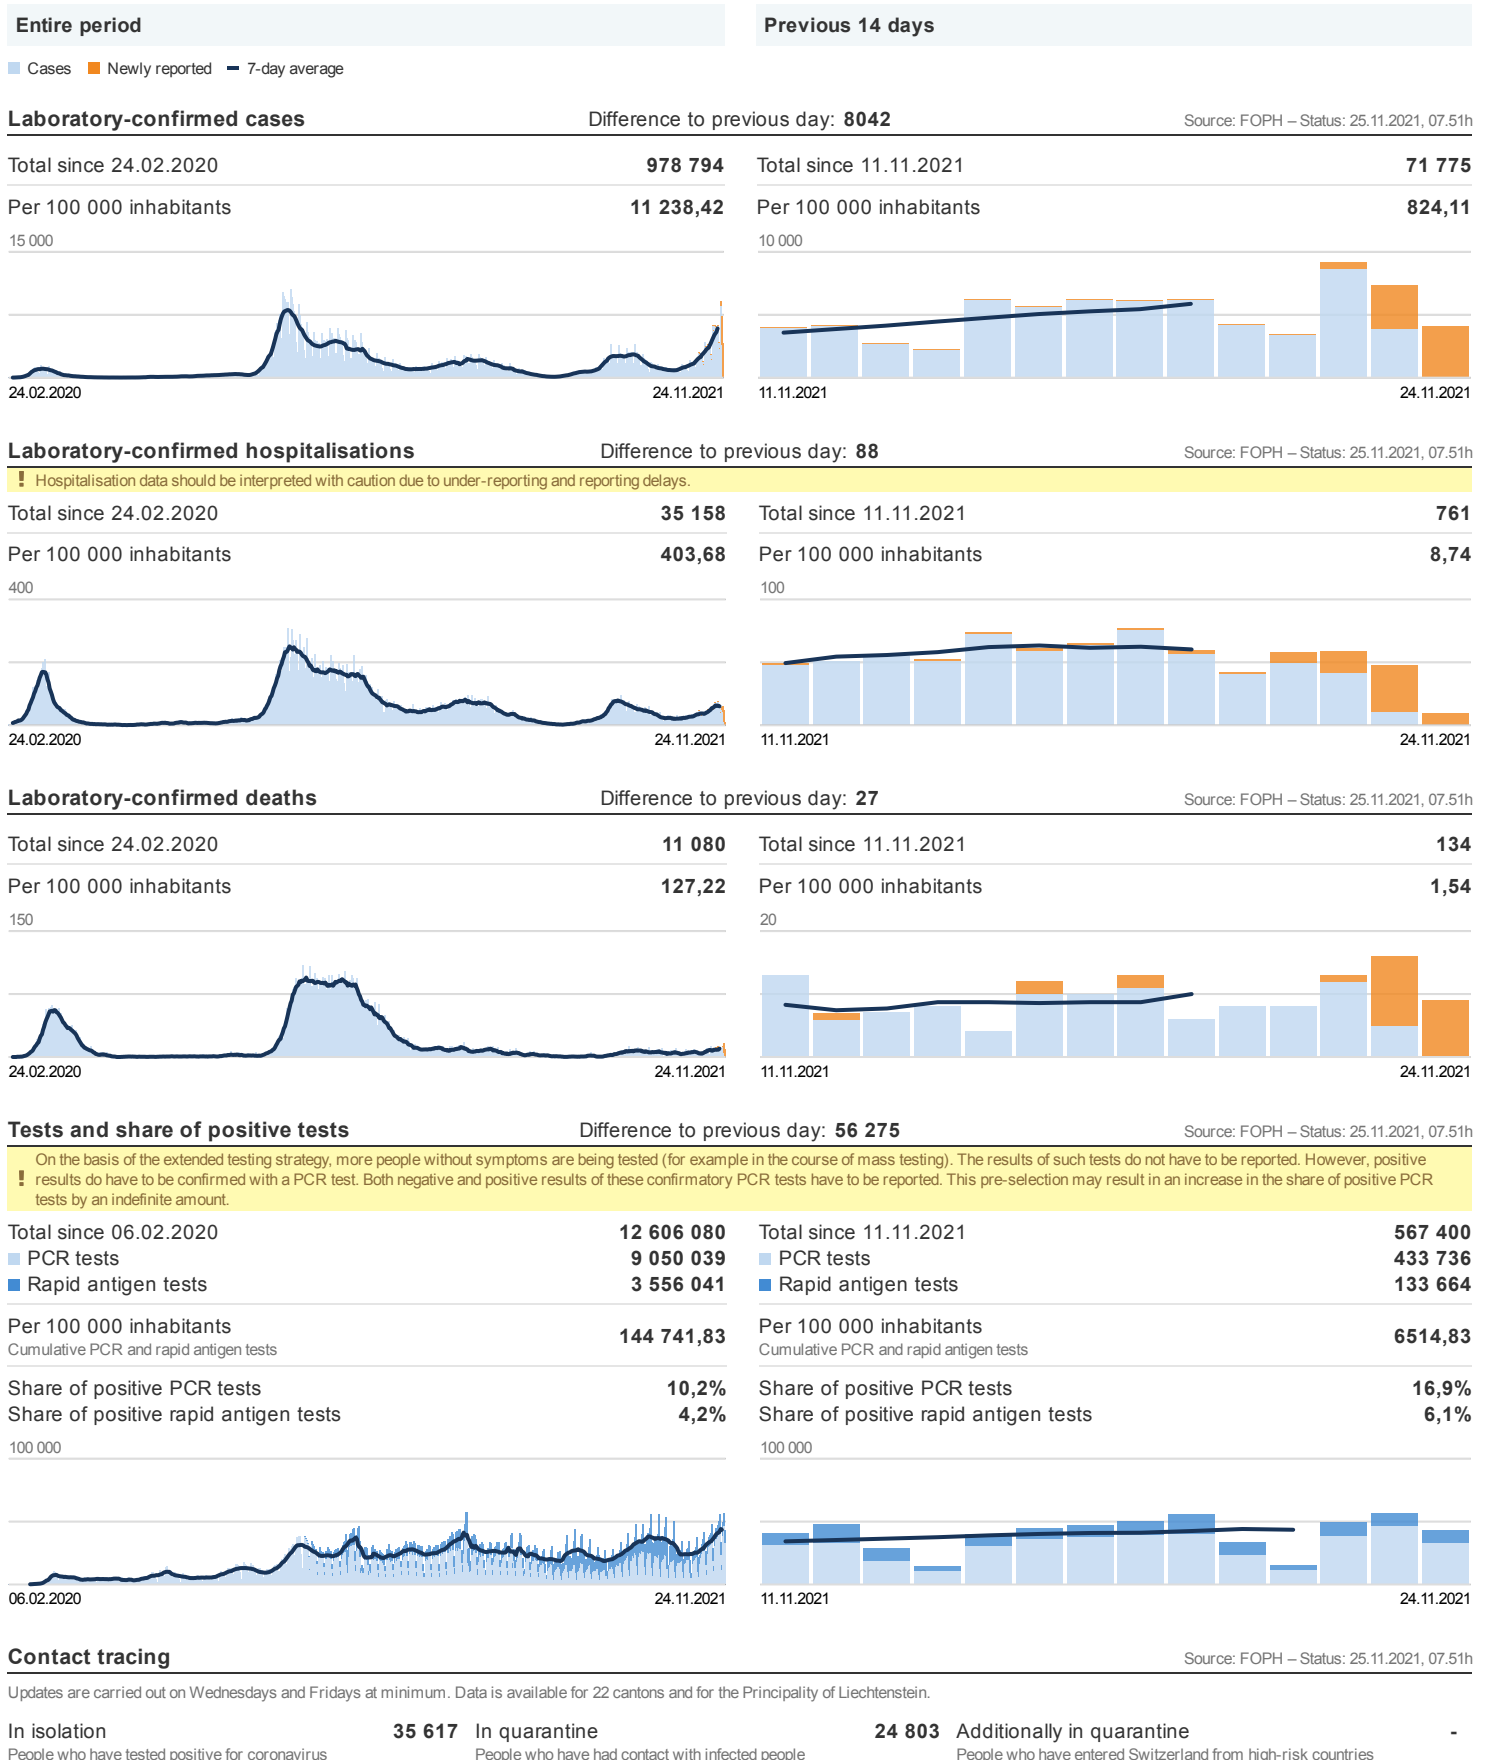 Entire period
Previous 14 days
Cases Newly reported 7-day average
Laboratory-confirmed cases Difference to previous day: 8042 Source: FOPH – Status: 25.11.2021, 07.51h
Total since 24.02.2020 978 794 Total since 11.11.2021 71 775
Per 100 000 inhabitants 11 238,42 Per 100 000 inhabitants 824,11
15 000 10 000
24.02.2020 24.11.2021 11.11.2021 24.11.2021
Laboratory-confirmed hospitalisations Difference to previous day: 88 Source: FOPH – Status: 25.11.2021, 07.51h
! Hospitalisation data should be interpreted with caution due to under-reporting and reporting delays.
Total since 24.02.2020 35 158 Total since 11.11.2021 761
Per 100 000 inhabitants 403,68 Per 100 000 inhabitants 8,74
400 100
24.02.2020 24.11.2021 11.11.2021 24.11.2021
Laboratory-confirmed deaths Difference to previous day: 27 Source: FOPH – Status: 25.11.2021, 07.51h
Total since 24.02.2020 11 080 Total since 11.11.2021 134
Per 100 000 inhabitants 127,22 Per 100 000 inhabitants 1,54
150 20
24.02.2020 24.11.2021 11.11.2021 24.11.2021
Tests and share of positive tests Difference to previous day: 56 275 Source: FOPH – Status: 25.11.2021, 07.51h
On the basis of the extended testing strategy, more people without symptoms are being tested (for example in the course of mass testing). The results of such tests do not have to be reported. However, positive
! results do have to be confirmed with a PCR test. Both negative and positive results of these confirmatory PCR tests have to be reported. This pre-selection may result in an increase in the share of positive PCR
tests by an indefinite amount.
Total since 06.02.2020 12 606 080 Total since 11.11.2021 567 400
PCR tests 9 050 039 PCR tests 433 736
Rapid antigen tests 3 556 041 Rapid antigen tests 133 664
Per 100 000 inhabitants 144 741,83 Per 100 000 inhabitants 6514,83
Cumulative PCR and rapid antigen tests Cumulative PCR and rapid antigen tests
Share of positive PCR tests 10,2% Share of positive PCR tests 16,9%
Share of positive rapid antigen tests 4,2% Share of positive rapid antigen tests 6,1%
100 000 100 000
06.02.2020 24.11.2021 11.11.2021 24.11.2021
Contact tracing Source: FOPH – Status: 25.11.2021, 07.51h
Updates are carried out on Wednesdays and Fridays at minimum. Data is available for 22 cantons and for the Principality of Liechtenstein.
In isolation 35 617 In quarantine 24 803 Additionally in quarantine -
People who have tested positive for coronavirus People who have had contact with infected people People who have entered Switzerland from high-risk countries